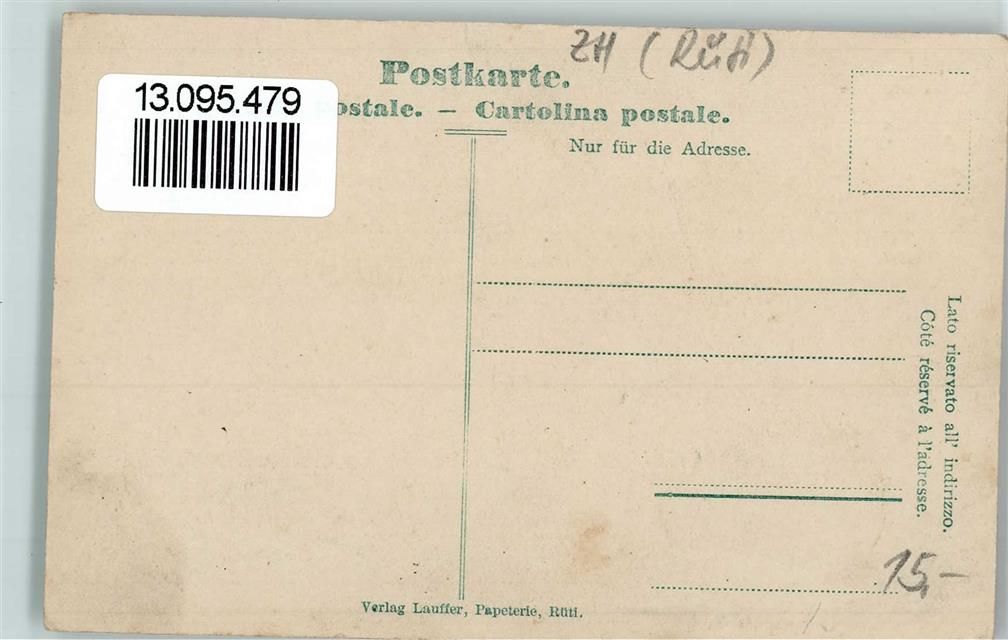 ZH (Rüti)
Postkarte.
13.095.479
postale. — Cartolina postale.
Nur für die Adresse.
Lato riservato all' indirizzo.
Côté réservé à l'adresse.
15,-
Verlag Lauffer, Papeterie, Rüti.